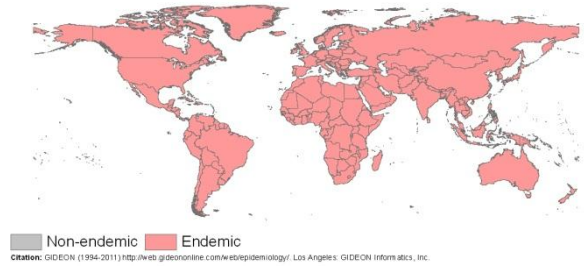 Non-endemic Endemic
Citation: GIDEON (1994-2011) http://web.gideononline.com/web/epidemiology/. Los Angeles: GIDEON Informatics, Inc.